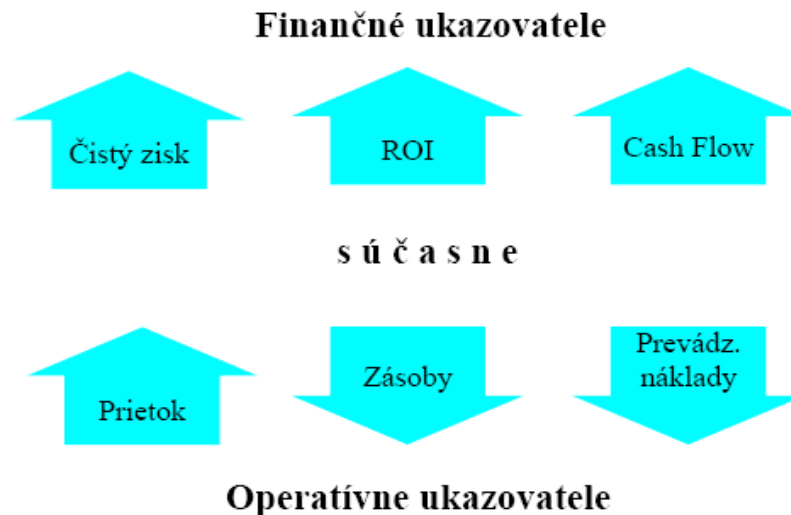 Finančné ukazovatele
Čistý zisk
ROI
Cash Flow
s ú č a s n e
Prietok
Zásoby
Prevádz.
náklady
Operatívne ukazovatele